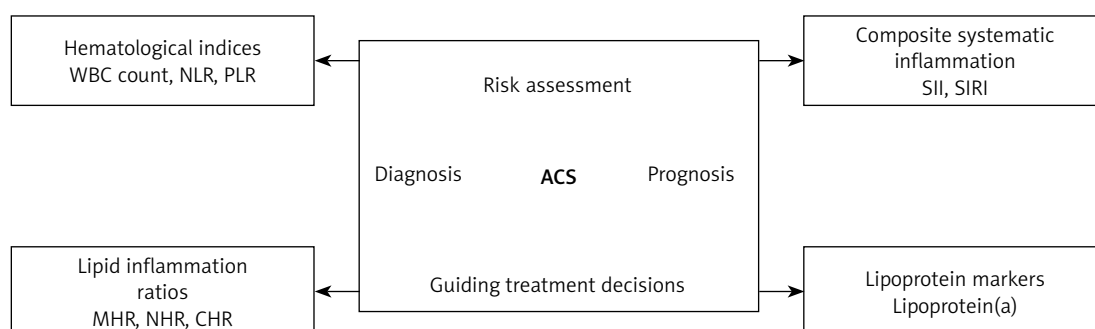 Hematological indices
WBC count, NLR, PLR
Risk assessment
Composite systematic
inflammation
SII, SIRI
Diagnosis
ACS
Prognosis
Lipid inflammation
ratios
MHR, NHR, CHR
Guiding treatment decisions
Lipoprotein markers
Lipoprotein(a)